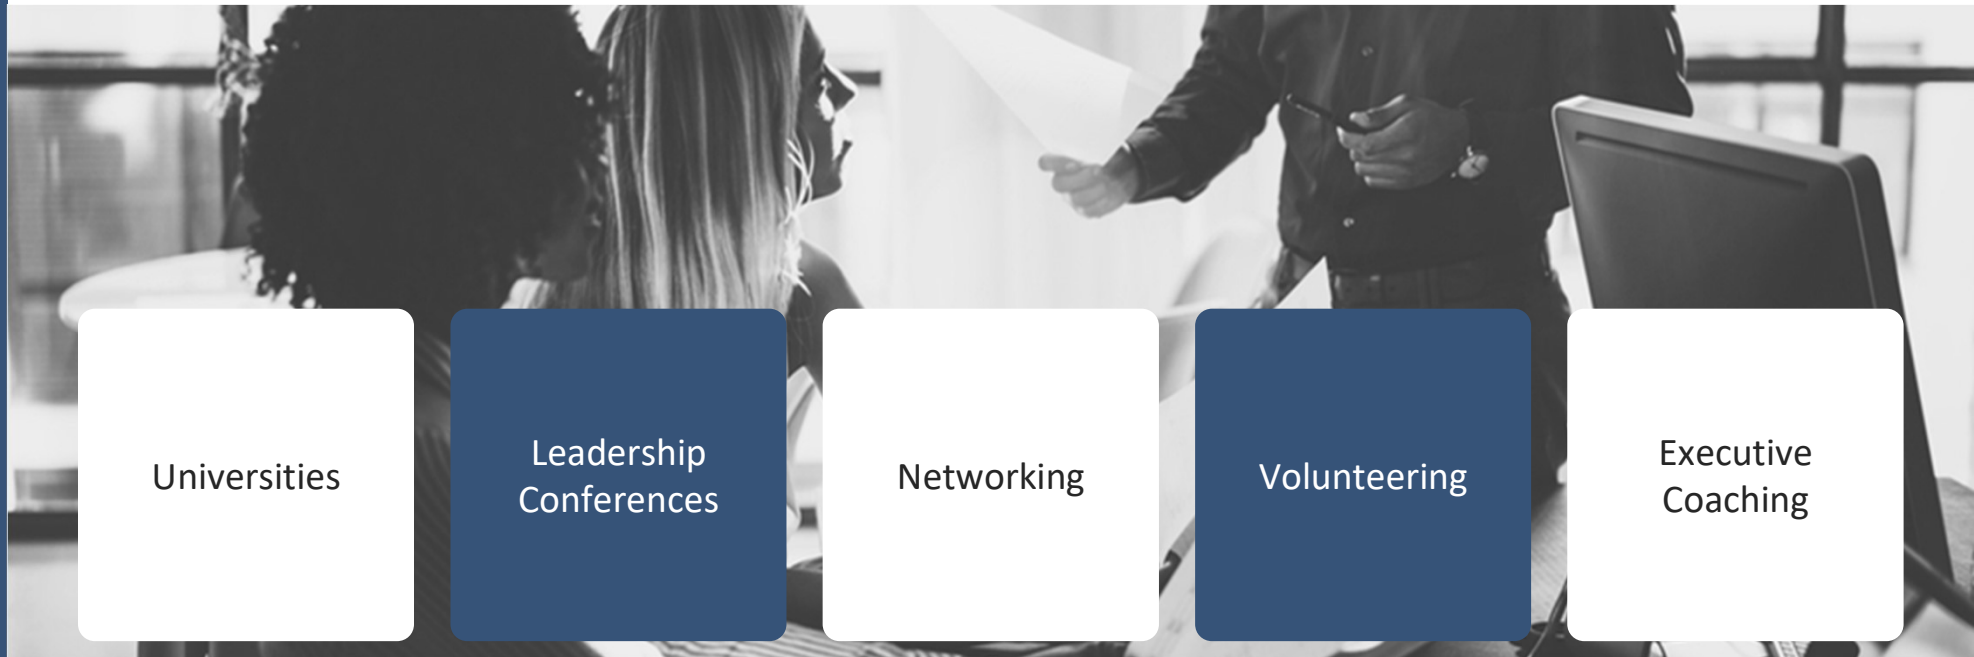 Universities
Leadership
Conferences
Networking
Volunteering
Executive
Coaching